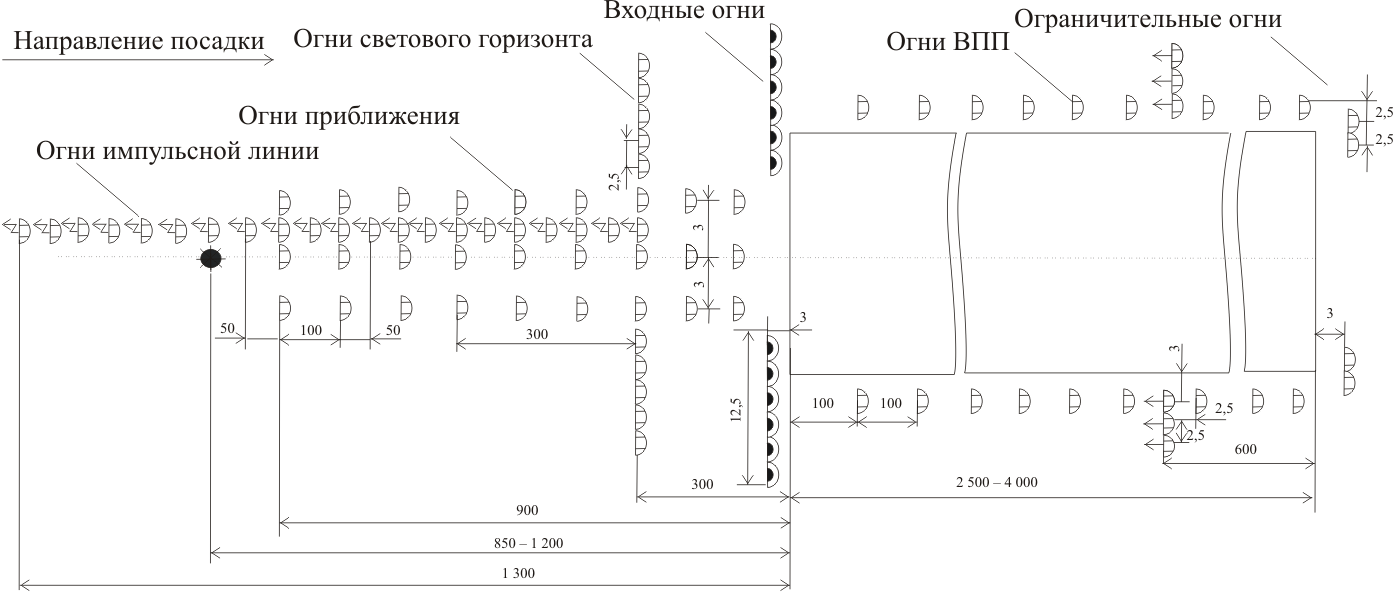 Входные огни
Ограничительные огни
Направление посадки
Огни светового горизонта
Огни ВПП
Огни приближения
Огни импульсной линии
2,5
2,5
2,5
3
3
50
100
50
300
3
3
3
12,5
100
100
2,5
2,5
600
300
2 500 – 4 000
900
850 – 1 200
1 300